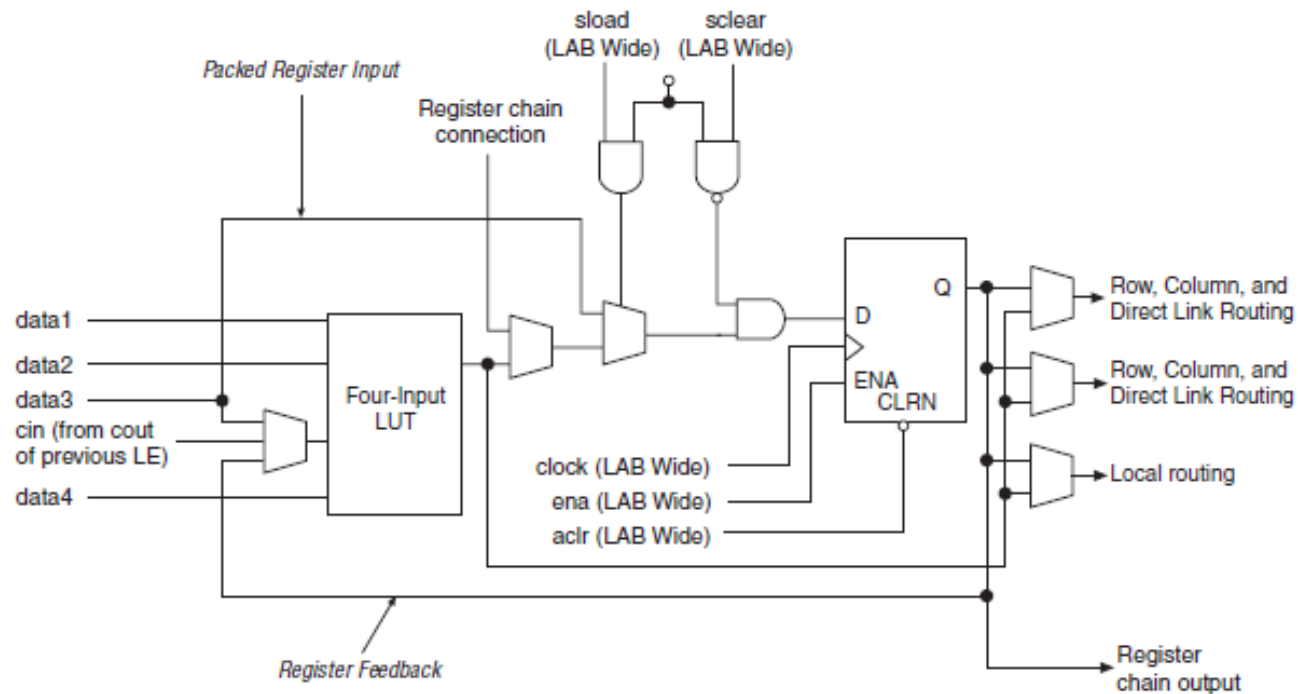 sload
(LAB Wide)
sclear
(LAB Wide)
Packed Register Input
Register chain
connection
data1
data2
data3
cin (from cout
of previous LE)
data4
Four-Input
LUT
Q
D
ENA
CLRN
clock (LAB Wide)
ena (LAB Wide)
aclr (LAB Wide)
Row, Column, and
Direct Link Routing
Row, Column, and
Direct Link Routing
Local routing
Register Feedback
Register
chain output